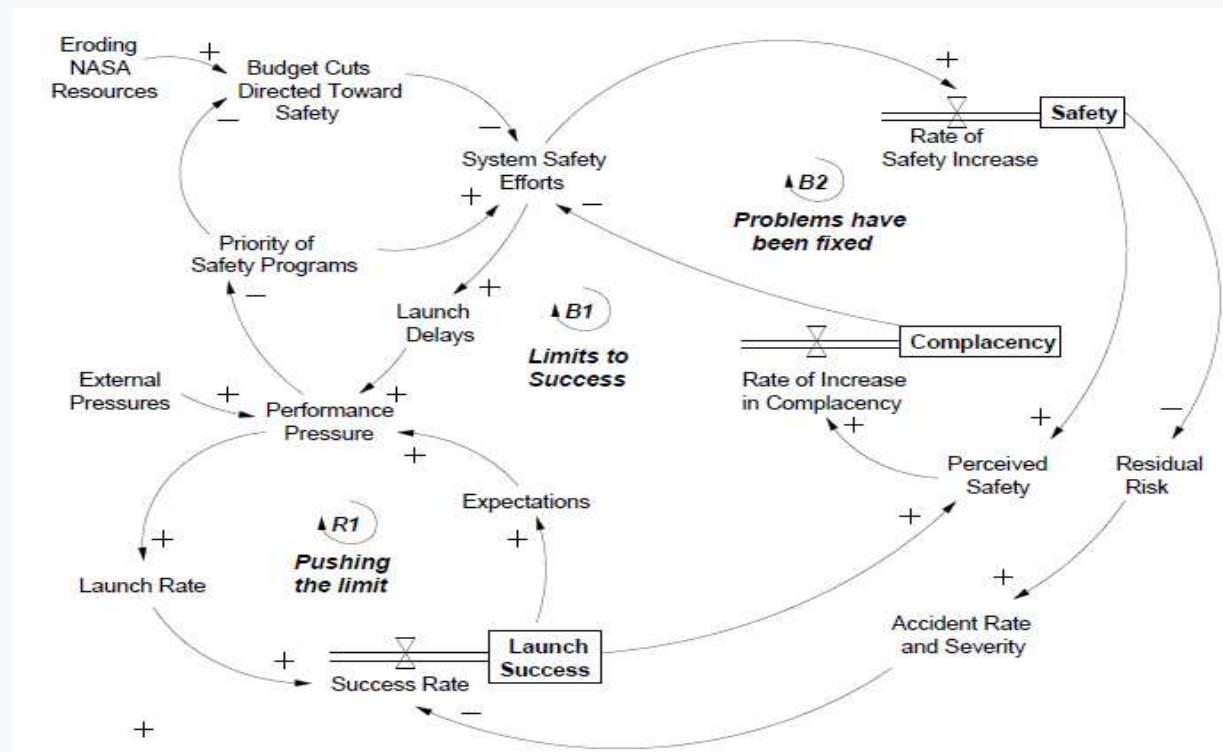 Eroding
NASA
Resources
+
Budget Cuts
Directed Toward
Safety
−
−
System Safety
Efforts
+
Priority of
Safety Programs
−
+
Rate of
Safety Increase
Safety
B2
Problems have
been fixed
−
+
Launch
Delays
B1
Limits to
Success
Complacency
Rate of Increase
in Complacency
+
External
Pressures
+
+
Performance
Pressure
+
+
−
Perceived
Safety
Residual
Risk
Expectations
+
+
R1
Pushing
the limit
+
Launch Rate
+
Accident Rate
and Severity
Launch
Success
+
Success Rate
−
+